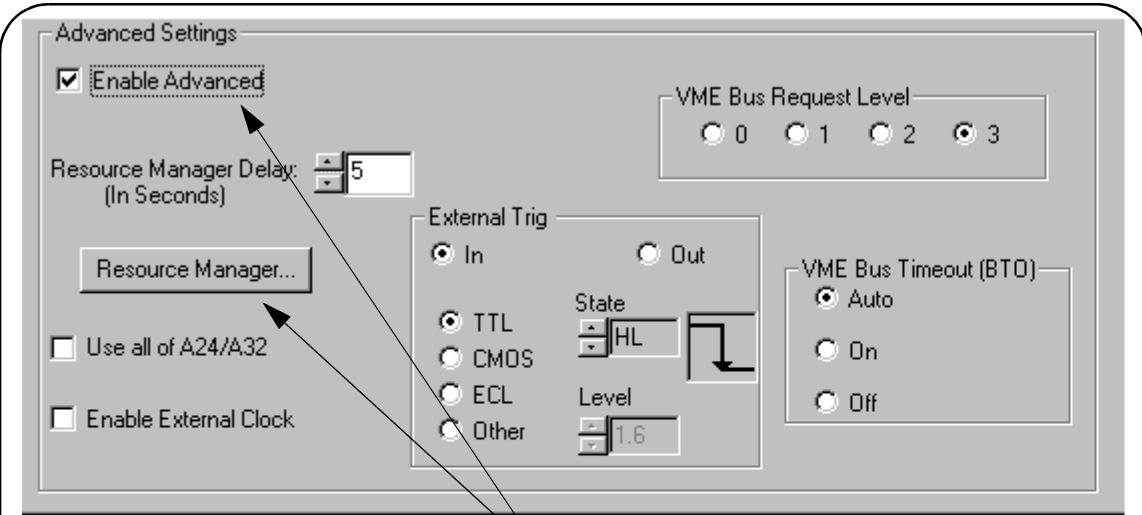 Advanced Settings
Enable Advanced
VME Bus Request Level
0 1 2 3
Resource Manager Delay:
(In Seconds)
5
External Trig
In Out
Resource Manager...
VME Bus Timeout (BTO)
Auto
On
Off
TTL
CMOS
ECL
Other
State
HL
Level
1.6
Use all of A24/A32
Enable External Clock